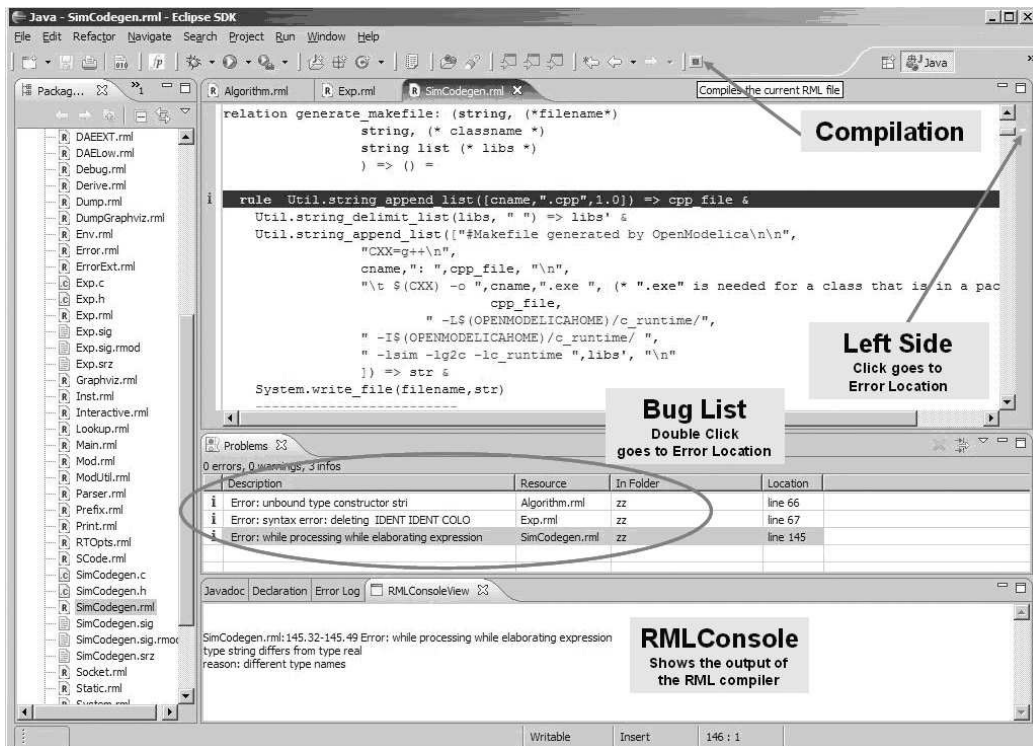 Java - SimCodegen.rml - Eclipse SDK
File Edit Refactor Navigate Search Project Run Window Help
Java
Packag...
Algorithm.rml
Exp.rml
SimCodegen.rml
Compiles the current RML file
Compilation
DAEEXT.rml
DAELow.rml
Debug.rml
Derive.rml
Dump.rml
DumpGraphviz.rml
Env.rml
Error.rml
ErrorExt.rml
Exp.c
Exp.h
Exp.rml
Exp.sig
Exp.sig.rmod
Exp.srz
Graphviz.rml
Inst.rml
Interactive.rml
Lookup.rml
Main.rml
Mod.rml
ModUtil.rml
Parser.rml
Prefix.rml
Print.rml
RTOpts.rml
SCode.rml
SimCodegen.c
SimCodegen.h
SimCodegen.rml
SimCodegen.sig
SimCodegen.sig.rmod
SimCodegen.srz
Socket.rml
Static.rml
System.rml
relation generate_makefile: (string, (*filename*)
string, (* classname *)
string list (* libs *)
) => () =
rule Util.string_append_list([cname,".cpp",1.0]) => cpp_file &
Util.string_delimit_list(libs, " ") => libs' &
Util.string_append_list(["#Makefile generated by OpenModelica\n\n",
"CXX=g++\n",
cname,": ",cpp_file, "\n",
"\t $(CXX) -o ",cname,".exe ", (* ".exe" is needed for a class that is in a pac
cpp_file,
" -L$(OPENMODELICAHOME)/c_runtime/",
" -I$(OPENMODELICAHOME)/c_runtime/ ",
" -lsim -lg2c -lc_runtime ",libs', "\n"
]) => str &
System.write_file(filename,str)
--------------------------
Left Side
Click goes to
Error Location
Bug List
Double Click
goes to Error Location
Problems
0 errors, 0 warnings, 3 infos
Description Resource In Folder Location
Error: unbound type constructor stri Algorithm.rml zz line 66
Error: syntax error: deleting IDENT IDENT COLO Exp.rml zz line 67
Error: while processing while elaborating expression SimCodegen.rml zz line 145
Javadoc Declaration Error Log RMLConsoleView
SimCodegen.rml:145.32-145.49 Error: while processing while elaborating expression
type string differs from type real
reason: different type names
RMLConsole
Shows the output of
the RML compiler
Writable Insert 146 : 1